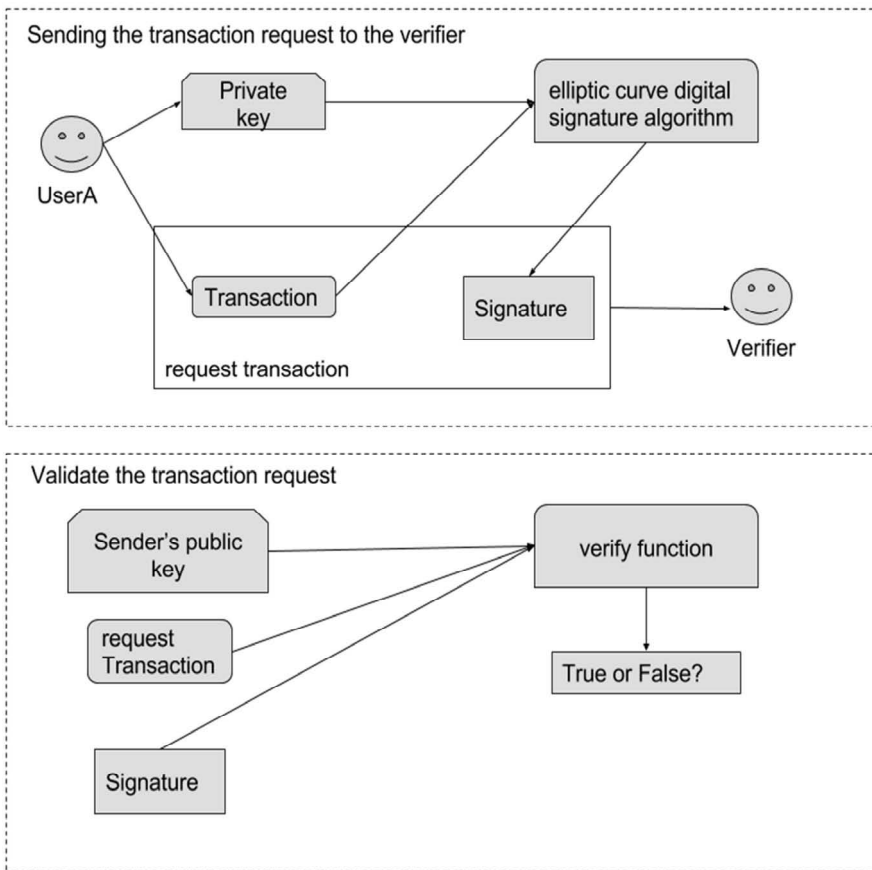 Sending the transaction request to the verifier
Private
key
elliptic curve digital
signature algorithm
UserA
Transaction
Signature
request transaction
Verifier
Validate the transaction request
Sender's public
key
verify function
request
Transaction
True or False?
Signature